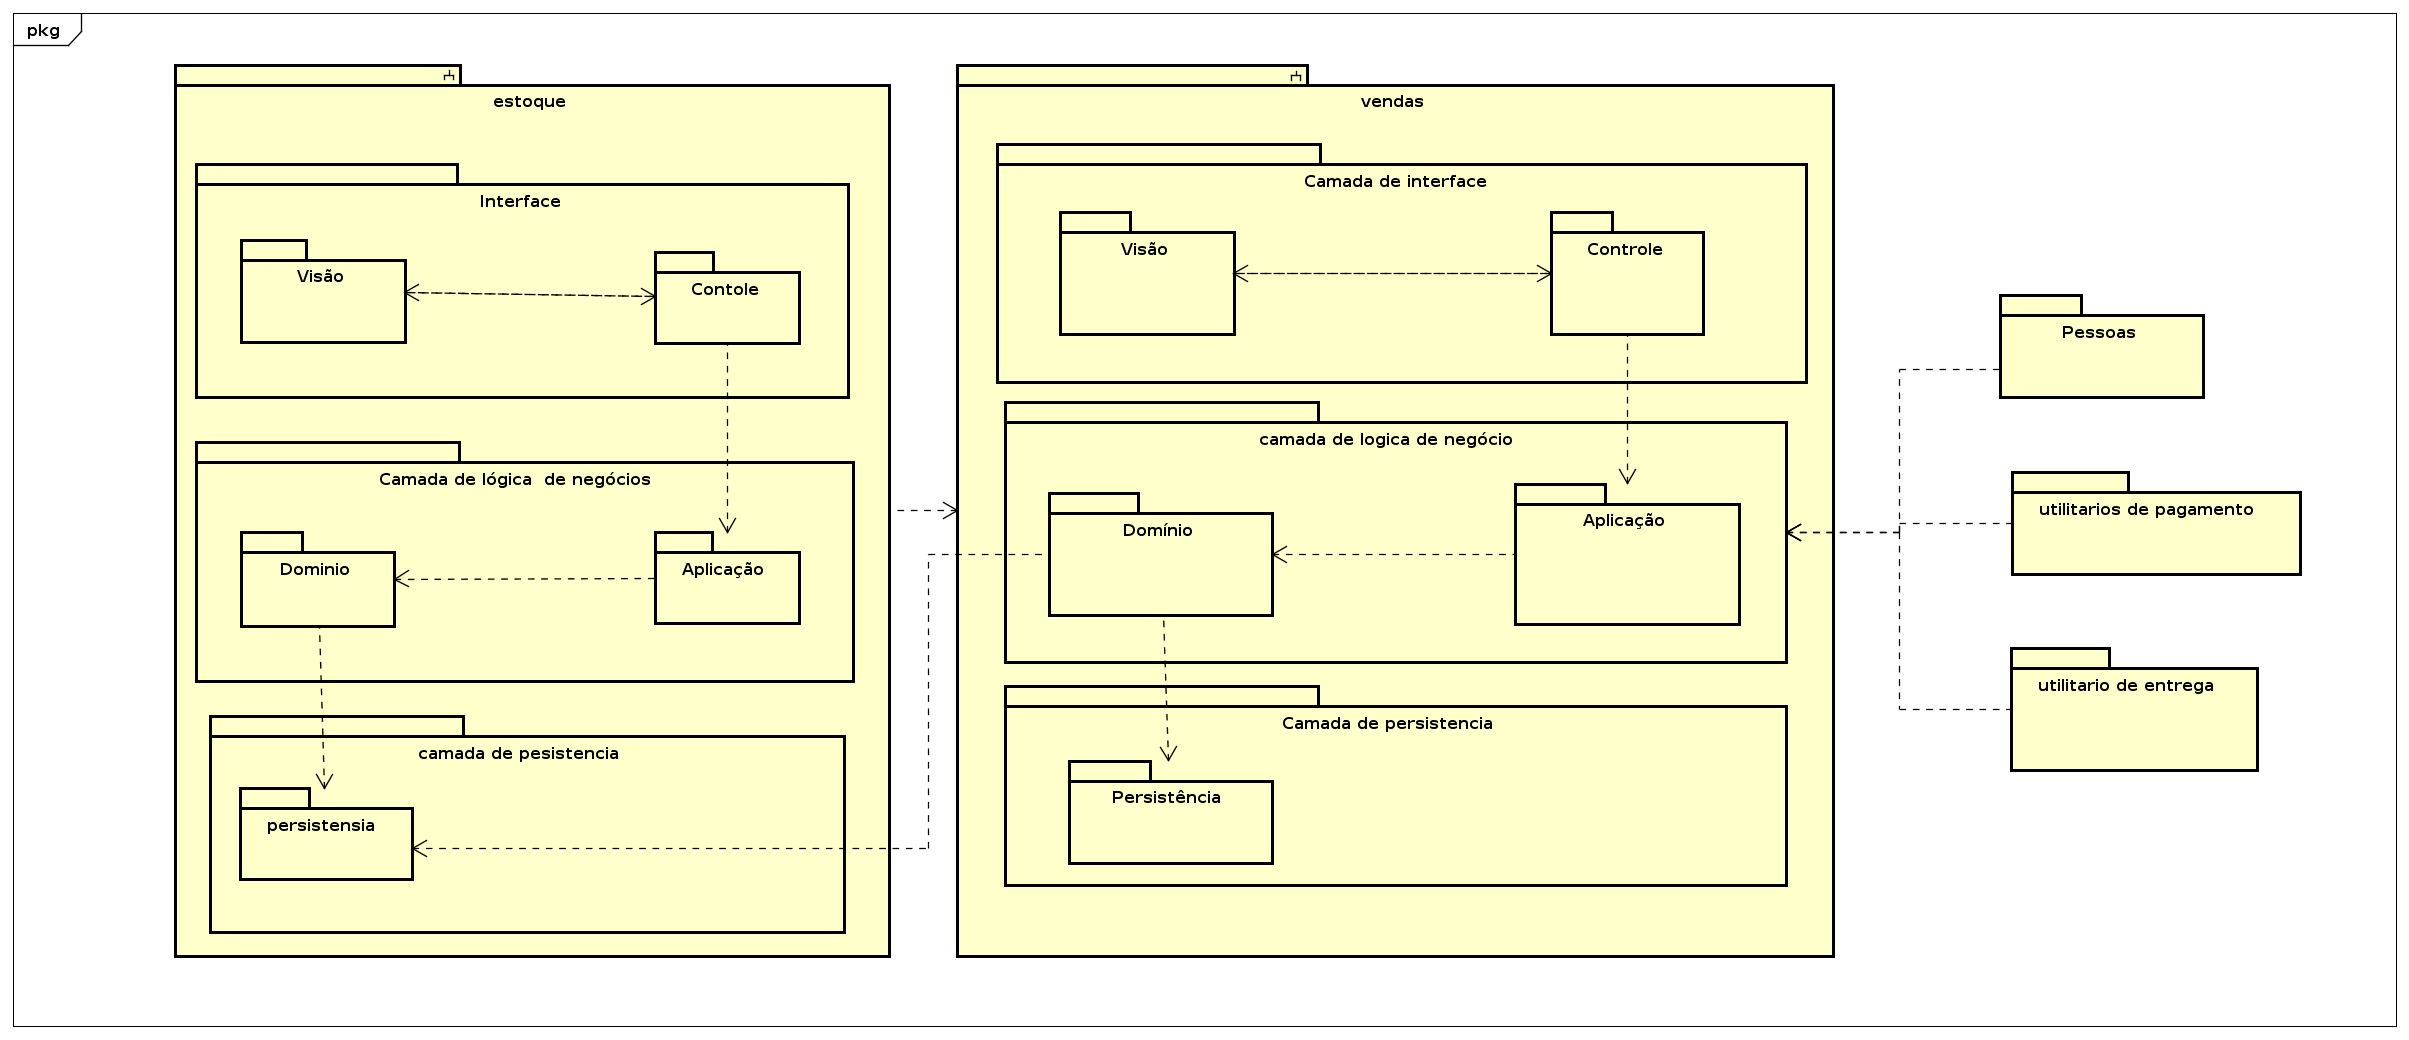 pkg
estoque
Interface
Visão
Contole
Camada de lógica  de negócios
Dominio
Aplicação
camada de pesistencia
persistensia
vendas
Camada de interface
Visão
Controle
camada de logica de negócio
Domínio
Aplicação
Camada de persistencia
Persistência
Pessoas
utilitarios de pagamento
utilitario de entrega